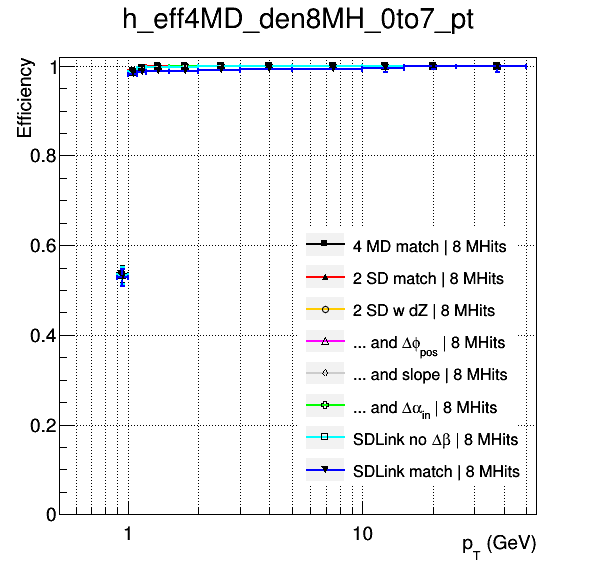 h_eff4MD_den8MH_0to7_pt
Efficiency
1
0.8
0.6
0.4
0.2
0
4 MD match | 8 MHits
2 SD match | 8 MHits
2 SD w dZ | 8 MHits
... and Δϕpos | 8 MHits
... and slope | 8 MHits
... and Δαin | 8 MHits
SDLink no Δβ | 8 MHits
SDLink match | 8 MHits
1
10
pT (GeV)